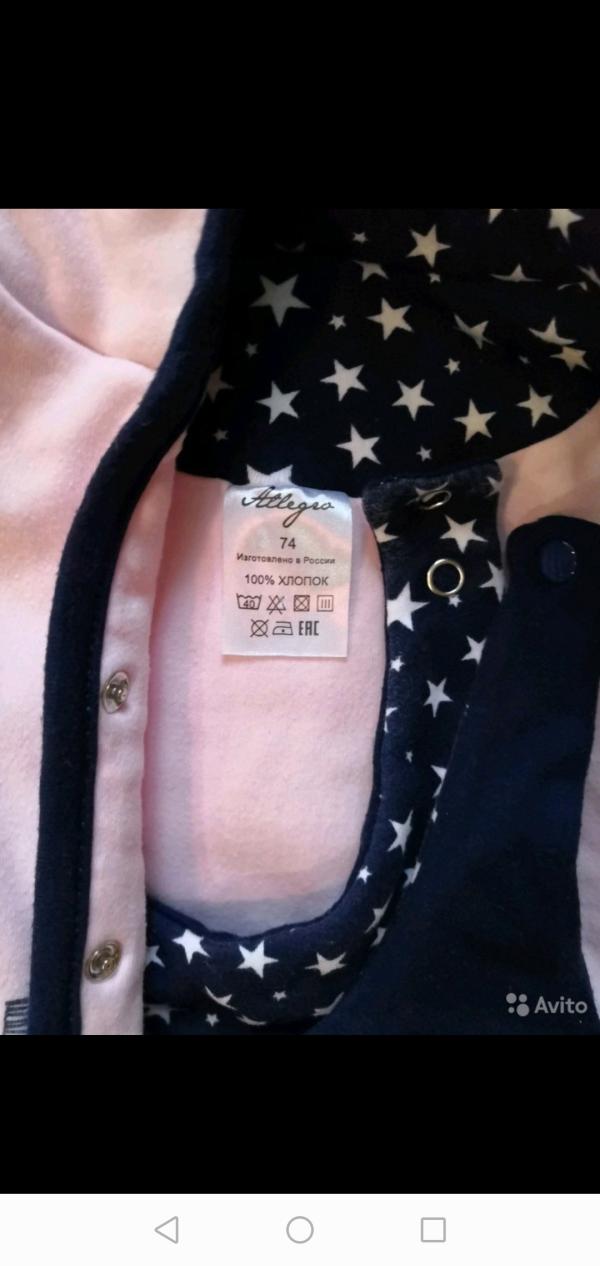 Allegro
74
Изготовлено в России
100% ХЛОПОК
40
EAC
Avito